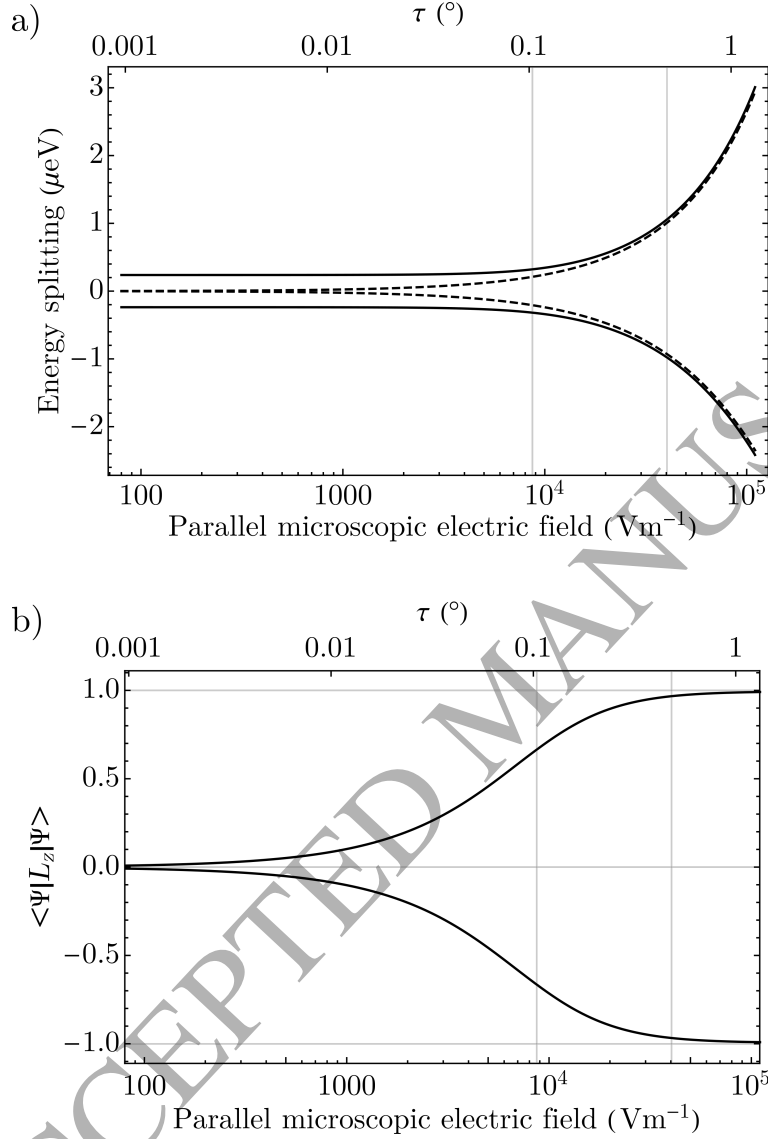 a)
τ (°)
0.001 0.01 0.1 1
Energy splitting (μeV)
3
2
1
0
−1
−2
100 1000 10⁴ 10⁵
Parallel microscopic electric field (Vm⁻¹)
b)
τ (°)
0.001 0.01 0.1 1
<Ψ|L_z|Ψ>
1.0
0.5
0.0
−0.5
−1.0
100 1000 10⁴ 10⁵
Parallel microscopic electric field (Vm⁻¹)
CCEPTED MANUS